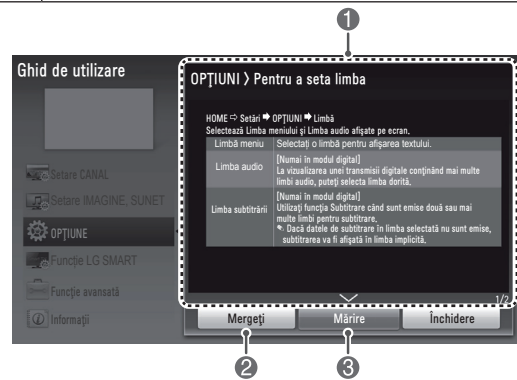 1
Ghid de utilizare
Setare CANAL
Setare IMAGINE, SUNET
OPŢIUNE
Funcţie LG SMART
Funcţie avansată
Informaţii
OPŢIUNI > Pentru a seta limba
HOME ⇨ Setări ➡ OPŢIUNI ➡ Limbă
Selectează Limba meniului şi Limba audio afişate pe ecran.
Limbă meniu Selectaţi o limbă pentru afişarea textului.
Limba audio
[Numai în modul digital]
La vizualizarea unei transmisii digitale conţinând mai multe
limbi audio, puteţi selecta limba dorită.
Limba subtitrării
[Numai în modul digital]
Utilizaţi funcţia Subtitrare când sunt emise două sau mai
multe limbi pentru subtitrare.
Dacă datele de subtitrare în limba selectată nu sunt emise,
subtitrarea va fi afişată în limba implicită.
1/2
Mergeţi Mărire Închidere
2 3